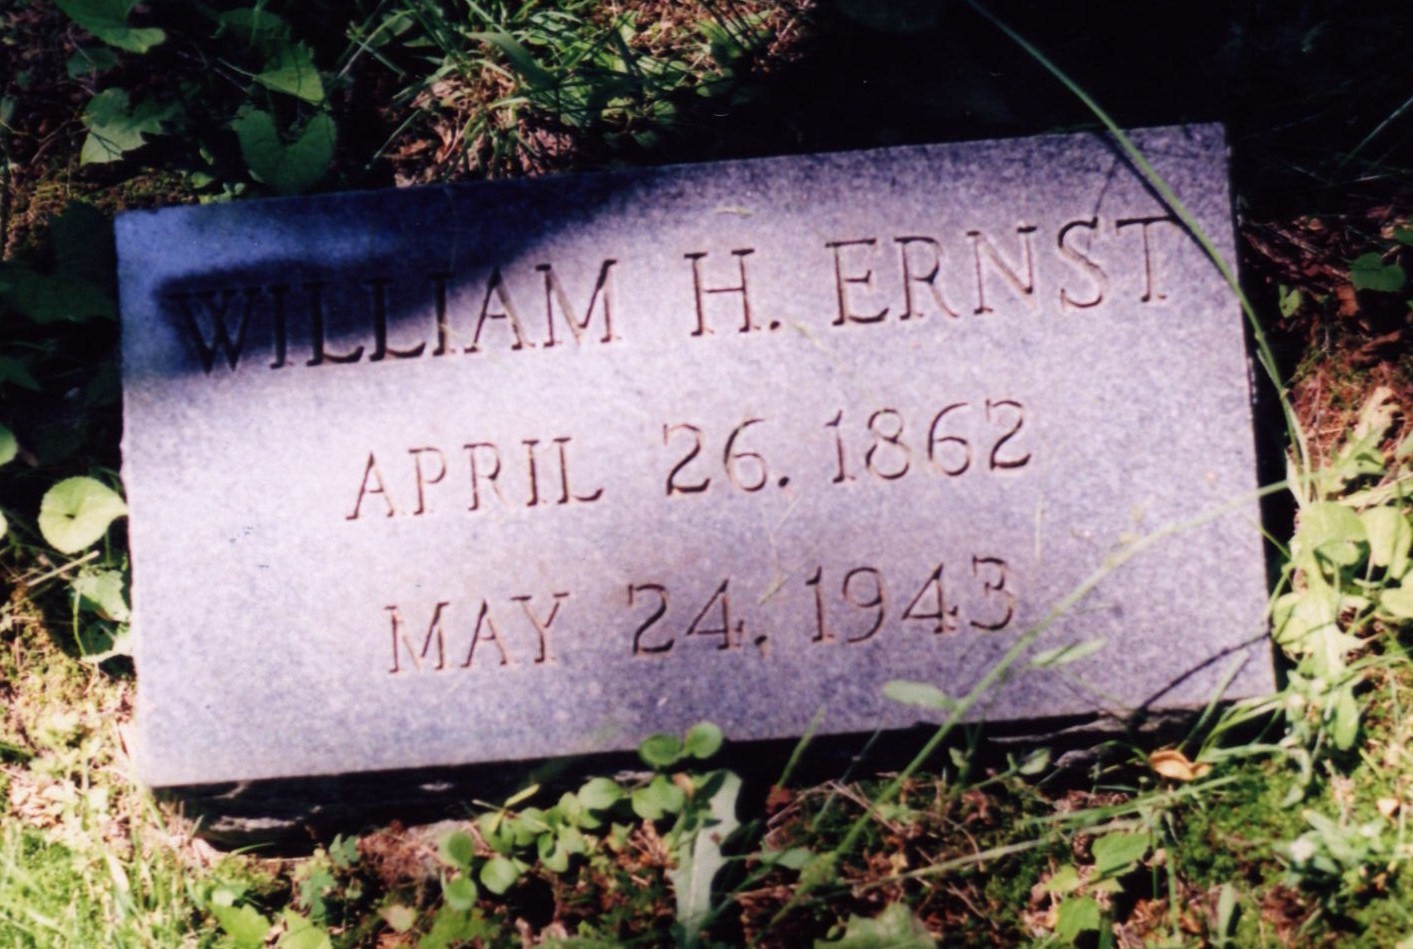 WILLIAM H. ERNST
APRIL 26. 1862
MAY 24. 1943